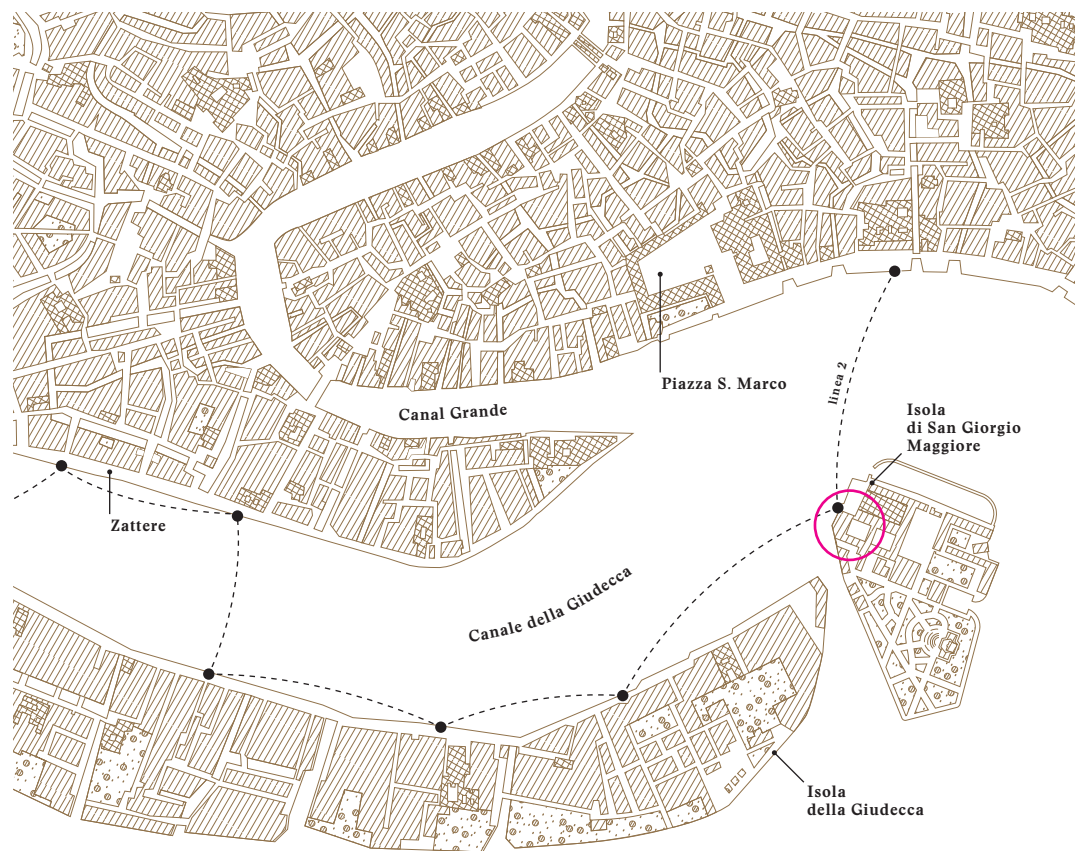 Piazza S. Marco
linea 2
Canal Grande
Isola
di San Giorgio
Maggiore
Zattere
Canale della Giudecca
Isola
della Giudecca